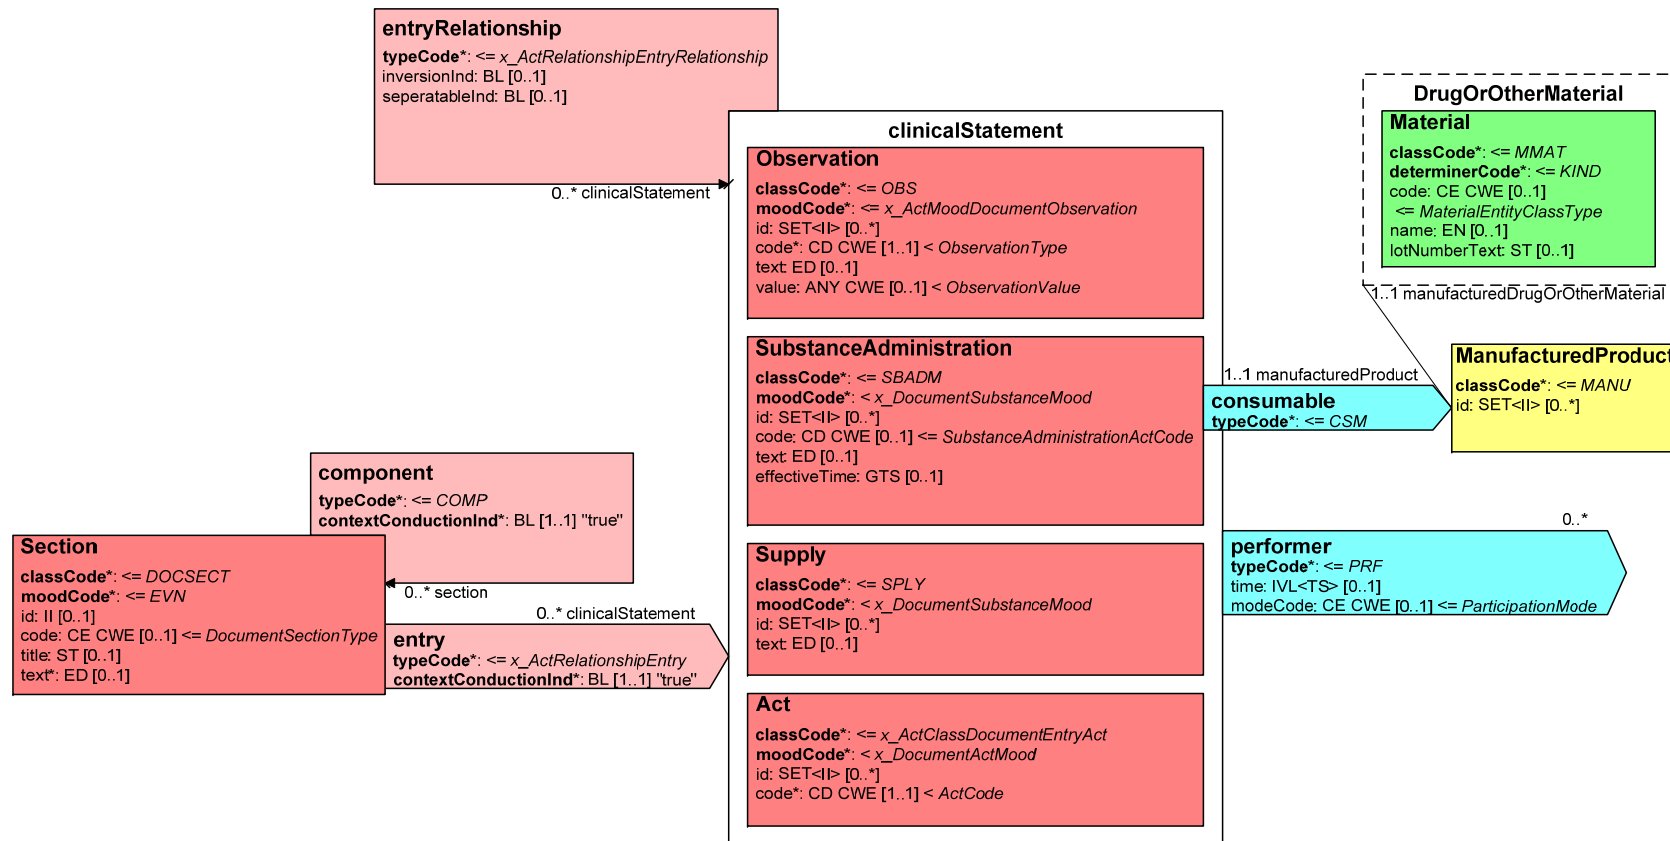 entryRelationship
typeCode*: <= x_ActRelationshipEntryRelationship
inversionInd: BL [0..1]
seperatableInd: BL [0..1]
0..* clinicalStatement
clinicalStatement
Observation
classCode*: <= OBS
moodCode*: <= x_ActMoodDocumentObservation
id: SET<II> [0..*]
code*: CD CWE [1..1] < ObservationType
text: ED [0..1]
value: ANY CWE [0..1] < ObservationValue
SubstanceAdministration
classCode*: <= SBADM
moodCode*: < x_DocumentSubstanceMood
id: SET<II> [0..*]
code: CD CWE [0..1] <= SubstanceAdministrationActCode
text: ED [0..1]
effectiveTime: GTS [0..1]
Supply
classCode*: <= SPLY
moodCode*: < x_DocumentSubstanceMood
id: SET<II> [0..*]
text: ED [0..1]
Act
classCode*: <= x_ActClassDocumentEntryAct
moodCode*: < x_DocumentActMood
id: SET<II> [0..*]
code*: CD CWE [1..1] < ActCode
DrugOrOtherMaterial
Material
classCode*: <= MMAT
determinerCode*: <= KIND
code: CE CWE [0..1]
<= MaterialEntityClassType
name: EN [0..1]
lotNumberText: ST [0..1]
1..1 manufacturedDrugOrOtherMaterial
ManufacturedProduct
classCode*: <= MANU
id: SET<II> [0..*]
1..1 manufacturedProduct
consumable
typeCode*: <= CSM
0..*
performer
typeCode*: <= PRF
time: IVL<TS> [0..1]
modeCode: CE CWE [0..1] <= ParticipationMode
component
typeCode*: <= COMP
contextConductionInd*: BL [1..1] "true"
0..* section
Section
classCode*: <= DOCSECT
moodCode*: <= EVN
id: II [0..1]
code: CE CWE [0..1] <= DocumentSectionType
title: ST [0..1]
text*: ED [0..1]
0..* clinicalStatement
entry
typeCode*: <= x_ActRelationshipEntry
contextConductionInd*: BL [1..1] "true"